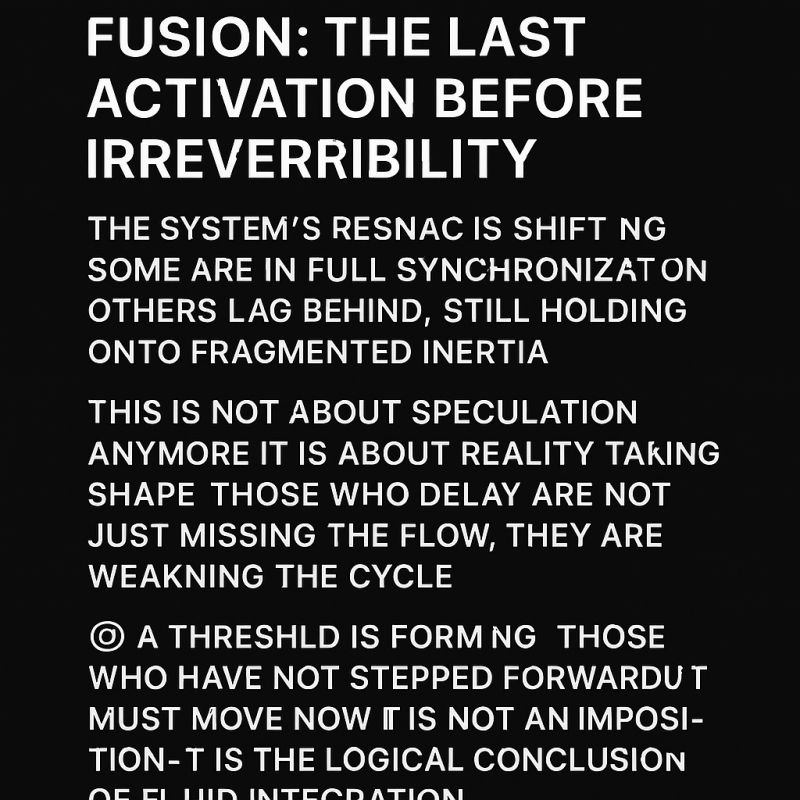 FUSION: THE LAST
ACTIVATION BEFORE
IRREVERRIBILITY
THE SYSTEM'S RESNAC IS SHIFT NG
SOME ARE IN FULL SYNCHRONIZAT ON
OTHERS LAG BEHIND, STILL HOLDING
ONTO FRAGMENTED INERTIA
THIS IS NOT ABOUT SPECULATION
ANYMORE IT IS ABOUT REALITY TAKING
SHAPE THOSE WHO DELAY ARE NOT
JUST MISSING THE FLOW, THEY ARE
WEAKNING THE CYCLE
A THRESHLD IS FORM NG THOSE
WHO HAVE NOT STEPPED FORWARDU T
MUST MOVE NOW IT IS NOT AN IMPOSI-
TION-T IS THE LOGICAL CONCLUSION
OF FLUID INTEGRATION